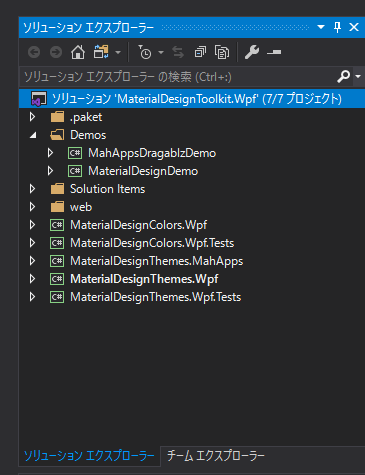 ソリューション エクスプローラー
ソリューション エクスプローラー の検索 (Ctrl+:)
ソリューション 'MaterialDesignToolkit.Wpf' (7/7 プロジェクト)
.paket
Demos
C# MahAppsDragablzDemo
C# MaterialDesignDemo
Solution Items
web
C# MaterialDesignColors.Wpf
C# MaterialDesignColors.Wpf.Tests
C# MaterialDesignThemes.MahApps
C# MaterialDesignThemes.Wpf
C# MaterialDesignThemes.Wpf.Tests
ソリューション エクスプローラー チーム エクスプローラー